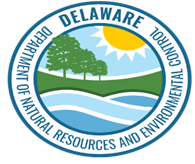 DELAWARE
DEPARTMENT OF NATURAL RESOURCES AND ENVIRONMENTAL CONTROL